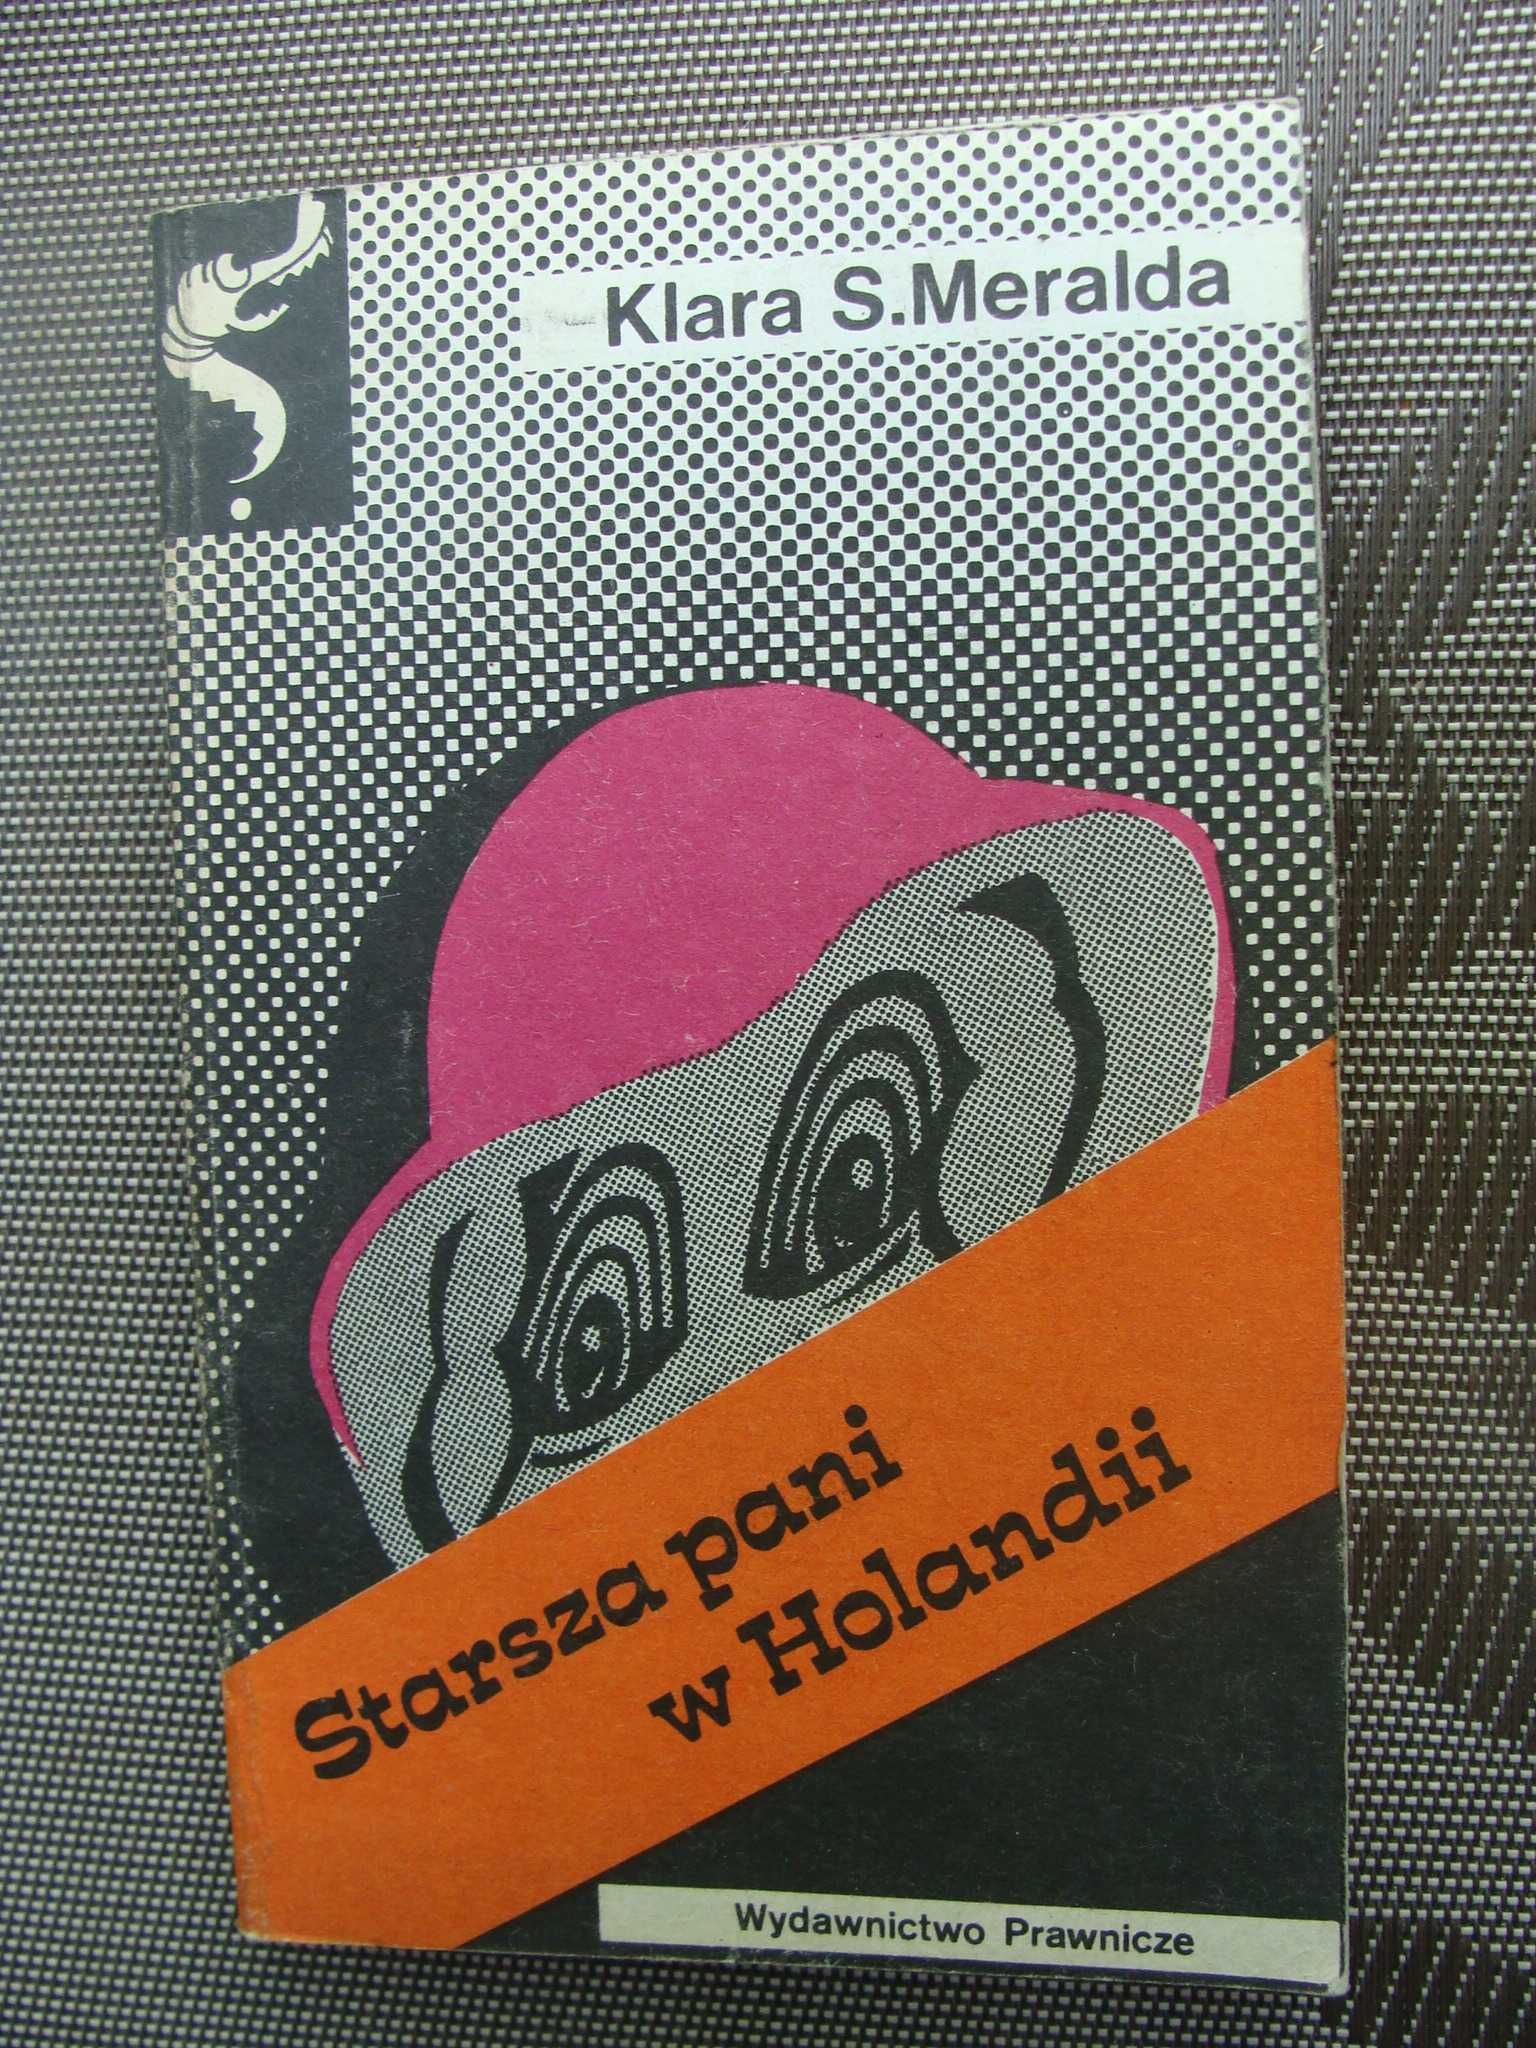 Klara S.Meralda
Starsza pani
w Holandii
Wydawnictwo Prawnicze